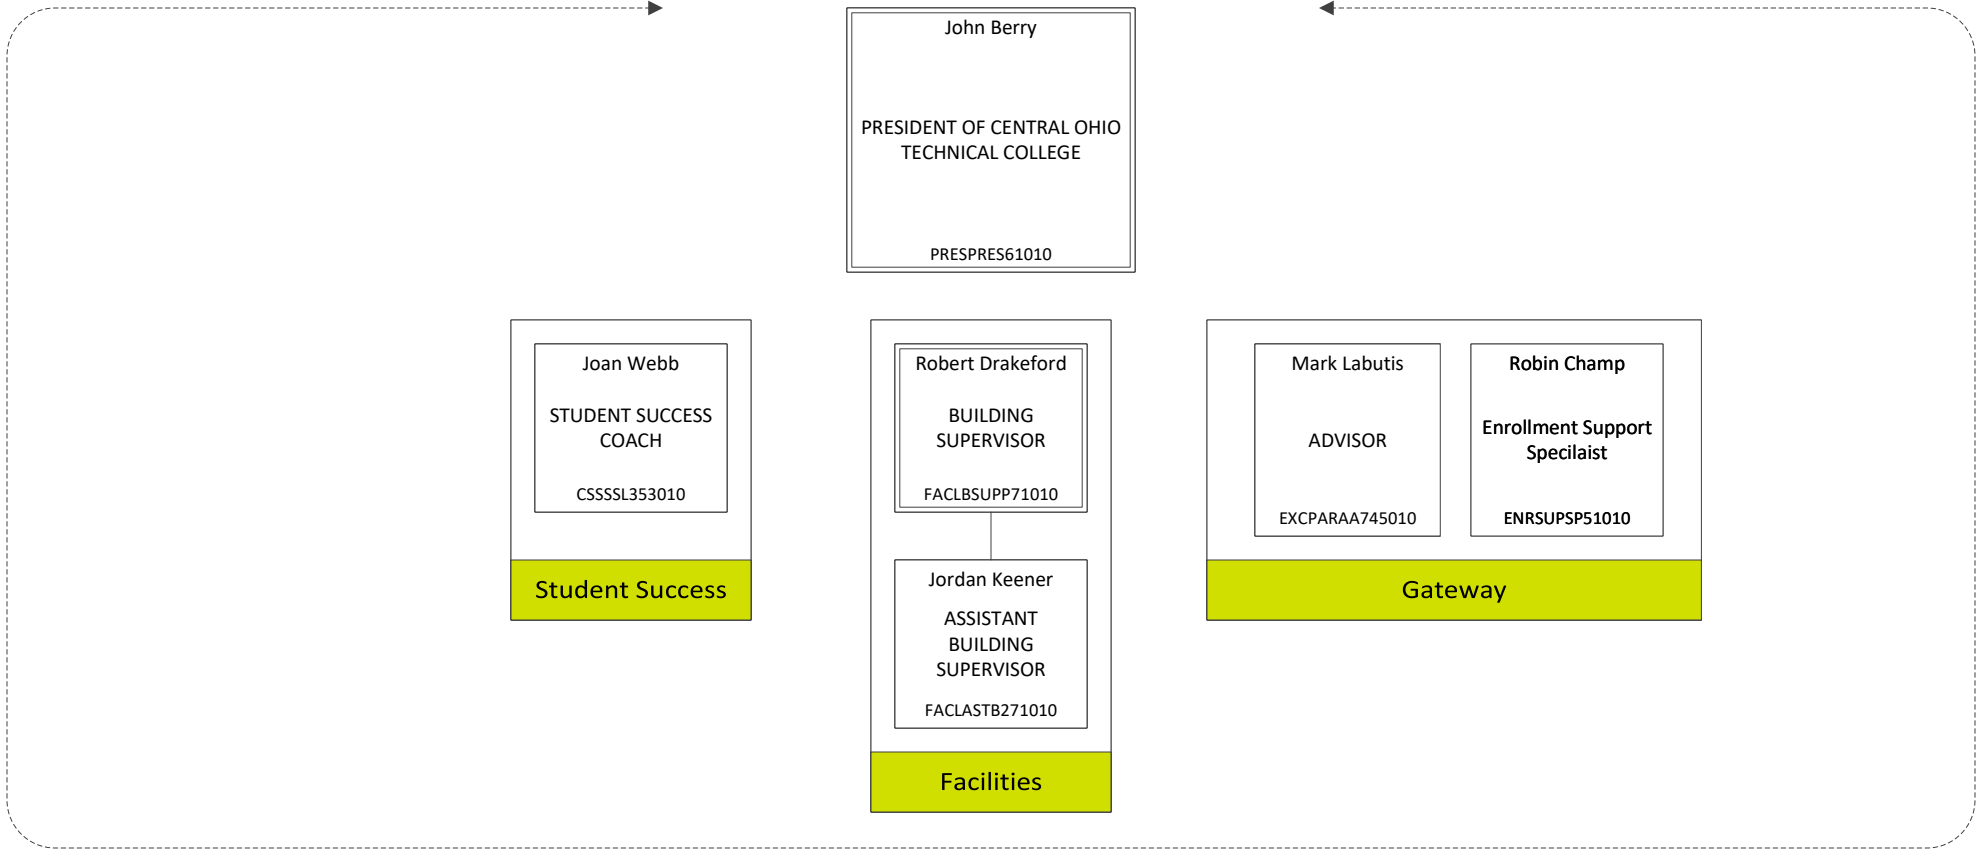 John Berry
PRESIDENT OF CENTRAL OHIO
TECHNICAL COLLEGE
PRESPRES61010
Joan Webb
STUDENT SUCCESS
COACH
CSSSSL353010
Student Success
Robert Drakeford
BUILDING
SUPERVISOR
FACLBSUPP71010
Jordan Keener
ASSISTANT
BUILDING
SUPERVISOR
FACLASTB271010
Facilities
Mark Labutis
ADVISOR
EXCPARAA745010
Robin Champ
Enrollment Support
Specilaist
ENRSUPSP51010
Gateway